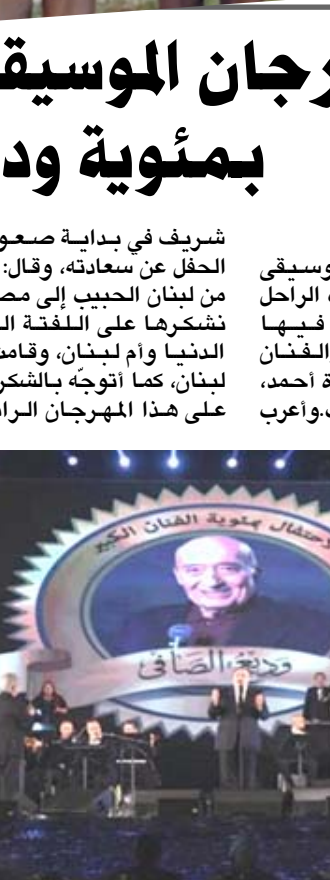 رجان الموسيق
بمئوية ود
وسيقى
الراحل
فيها
الفنان
ة أحمد،
وأعرب
شريف في بداية صعو
الحفل عن سعادته، وقال:
من لبنان الحبيب إلى مص
نشكرها على اللفتة ال
الدنيا وأم لبنان، وقامت
لبنان، كما أتوجّه بالشكر
على هذا المهرجان الرا
الاحتفال بمئوية الفنان الكبير
وديع الصافي